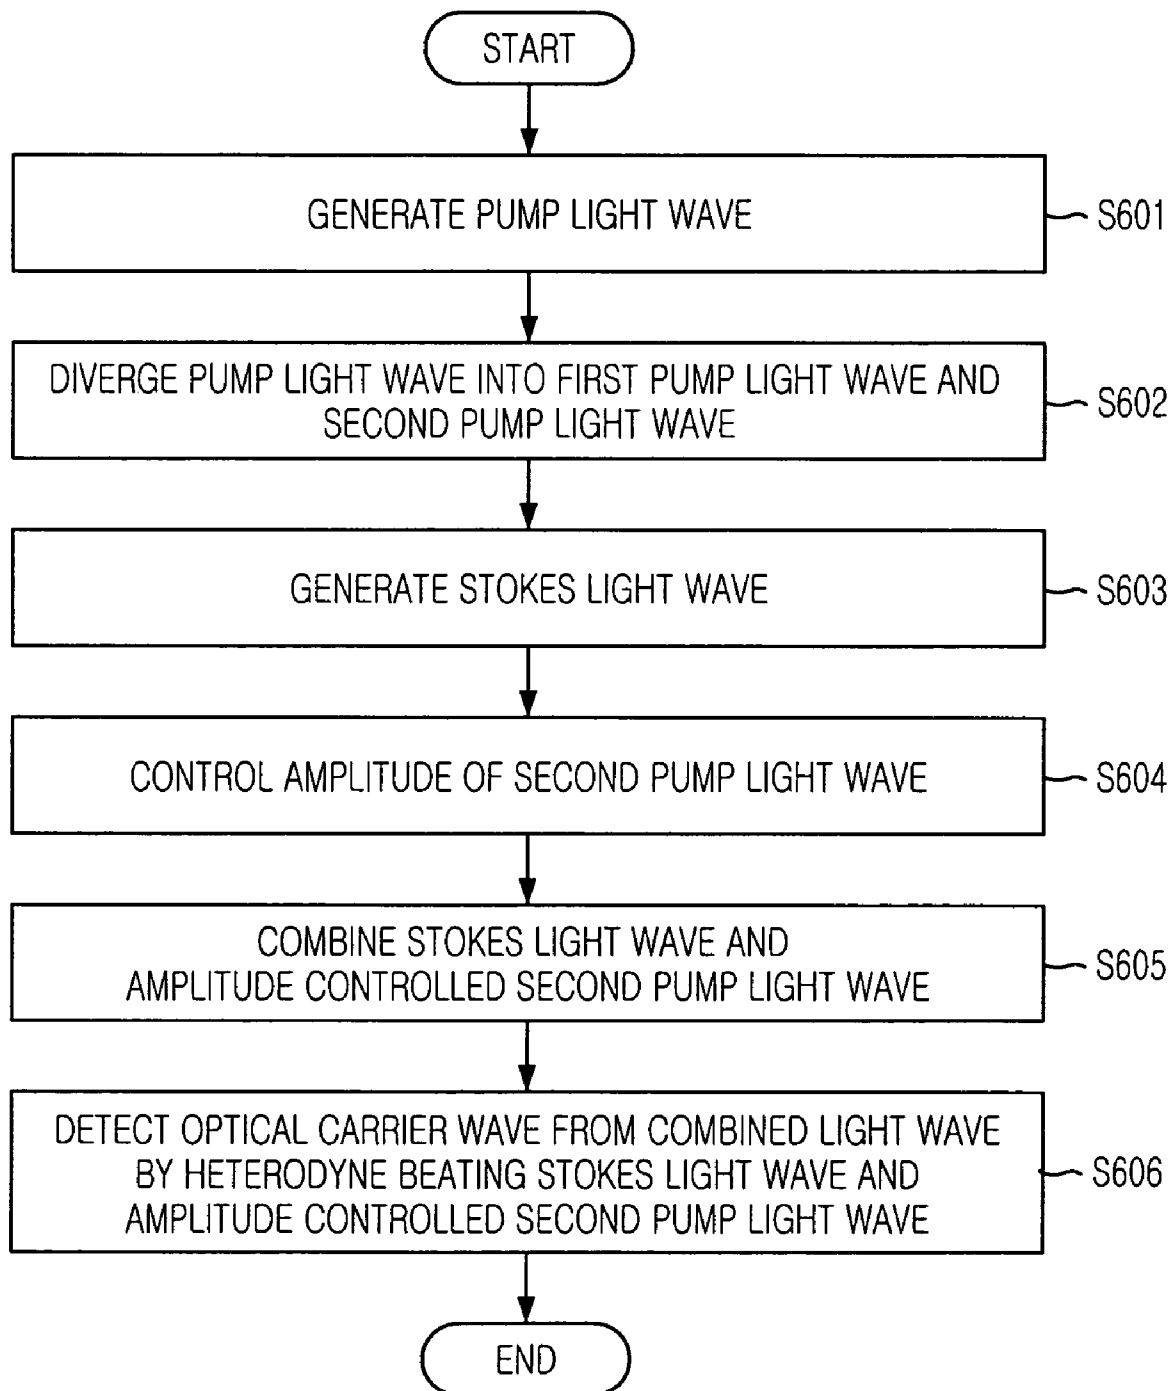 START
GENERATE PUMP LIGHT WAVE
S601
DIVERGE PUMP LIGHT WAVE INTO FIRST PUMP LIGHT WAVE AND
SECOND PUMP LIGHT WAVE
S602
GENERATE STOKES LIGHT WAVE
S603
CONTROL AMPLITUDE OF SECOND PUMP LIGHT WAVE
S604
COMBINE STOKES LIGHT WAVE AND
AMPLITUDE CONTROLLED SECOND PUMP LIGHT WAVE
S605
DETECT OPTICAL CARRIER WAVE FROM COMBINED LIGHT WAVE
BY HETERODYNE BEATING STOKES LIGHT WAVE AND
AMPLITUDE CONTROLLED SECOND PUMP LIGHT WAVE
S606
END